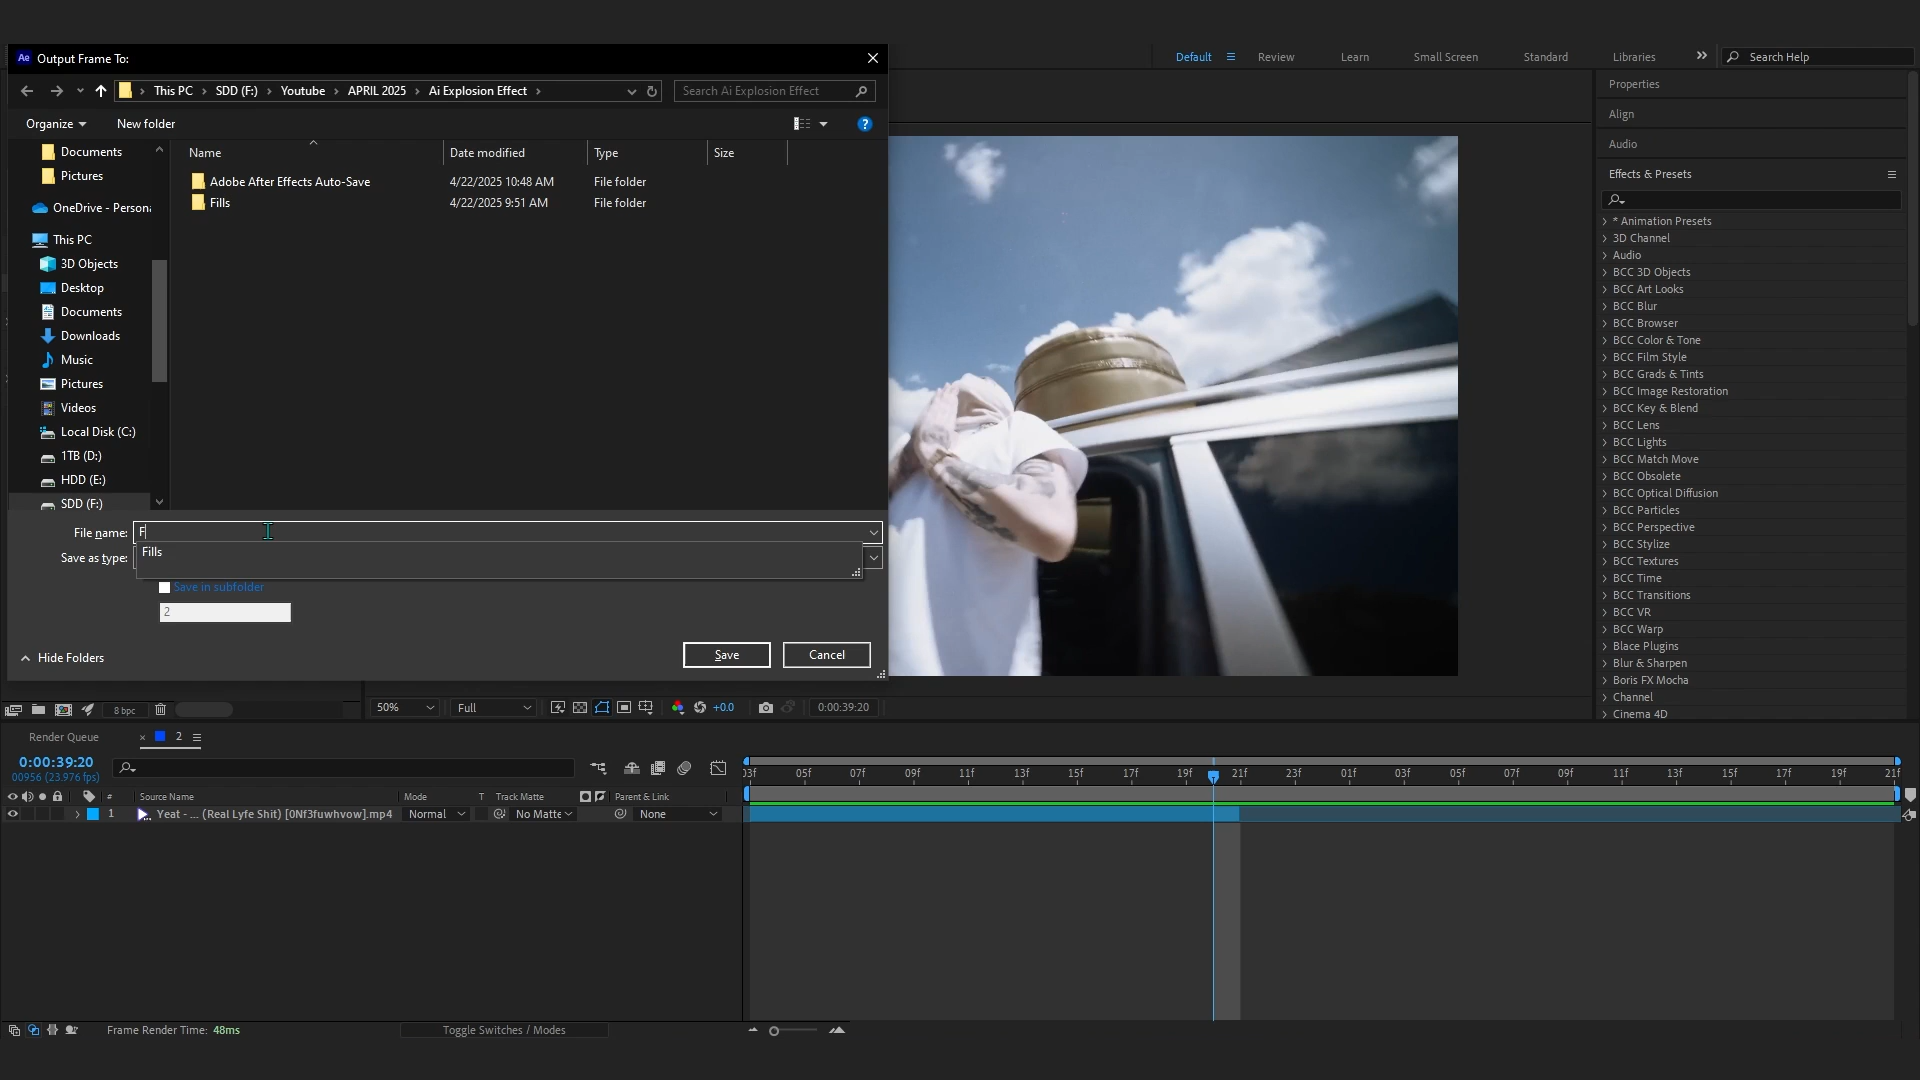 Ae Output Frame To:
Default Review Learn Small Screen Standard Libraries Search Help
This PC SDD (F:) Youtube APRIL 2025 Ai Explosion Effect
Search Ai Explosion Effect
Organize New folder
Name Date modified Type Size
Adobe After Effects Auto-Save 4/22/2025 10:48 AM File folder
Fills 4/22/2025 9:51 AM File folder
Documents
Pictures
OneDrive - Persona
This PC
3D Objects
Desktop
Documents
Downloads
Music
Pictures
Videos
Local Disk (C:)
1TB (D:)
HDD (E:)
SDD (F:)
File name: F
Fills
Save as type:
Save in subfolder
2
Hide Folders
Save Cancel
Properties
Align
Audio
Effects & Presets
* Animation Presets
3D Channel
Audio
BCC 3D Objects
BCC Art Looks
BCC Blur
BCC Browser
BCC Color & Tone
BCC Film Style
BCC Grads & Tints
BCC Image Restoration
BCC Key & Blend
BCC Lens
BCC Lights
BCC Match Move
BCC Obsolete
BCC Optical Diffusion
BCC Particles
BCC Perspective
BCC Stylize
BCC Textures
BCC Time
BCC Transitions
BCC VR
BCC Warp
Blace Plugins
Blur & Sharpen
Boris FX Mocha
Channel
Cinema 4D
8 bpc
50% Full +0.0 0:00:39:20
Render Queue × 2
0:00:39:20
00956 (23.976 fps)
03f 05f 07f 09f 11f 13f 15f 17f 19f 21f 23f 01f 03f 05f 07f 09f 11f 13f 15f 17f 19f 21f
# Source Name Mode T Track Matte Parent & Link
1 Yeat - ... (Real Lyfe Shit) [0Nf3fuwhvow].mp4 Normal No Matte None
Frame Render Time: 48ms
Toggle Switches / Modes